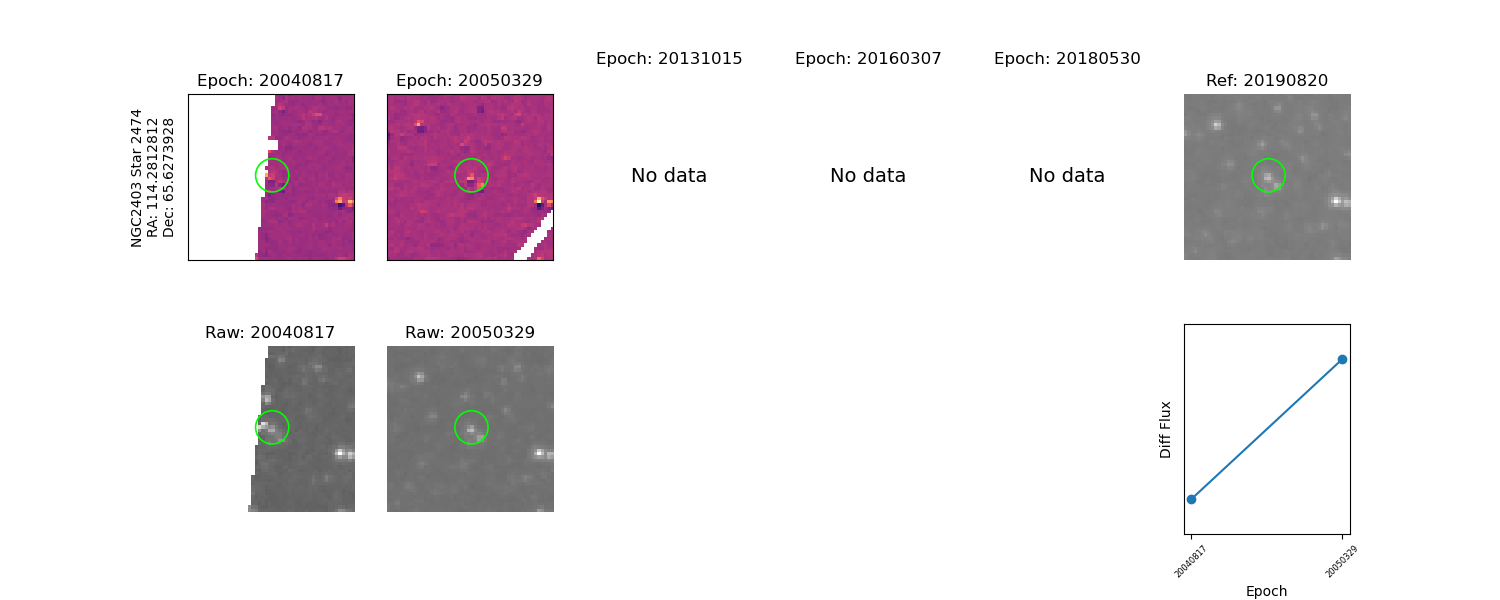 Epoch: 20040817
Epoch: 20050329
Epoch: 20131015
Epoch: 20160307
Epoch: 20180530
Ref: 20190820
NGC2403 Star 2474
RA: 114.2812812
Dec: 65.6273928
No data
No data
No data
Raw: 20040817
Raw: 20050329
Diff Flux
20040817
20050329
Epoch